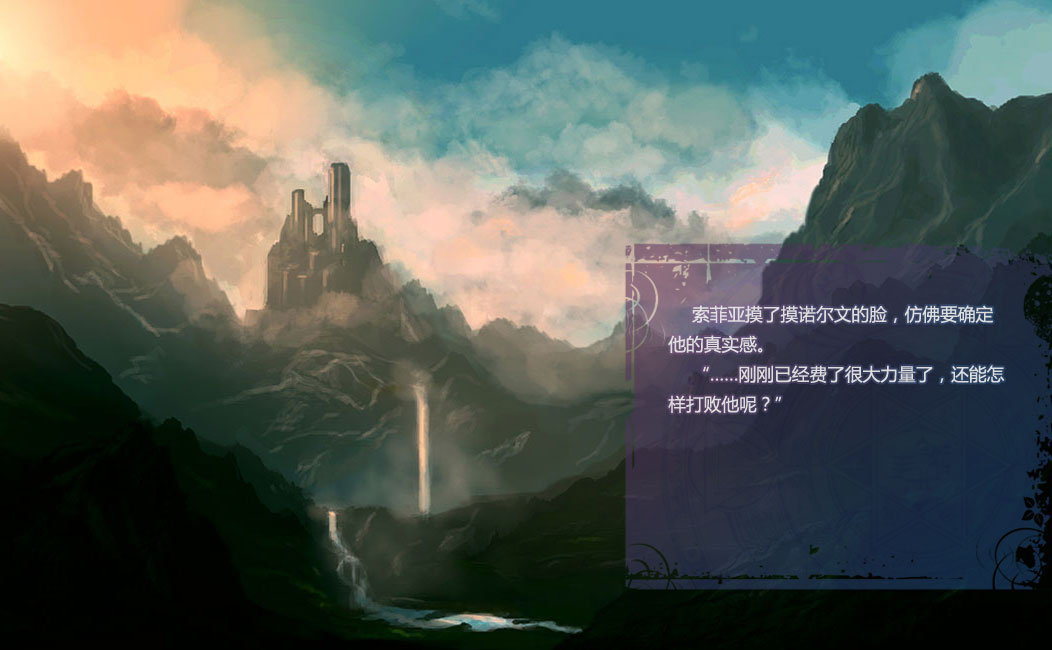 索菲亚摸了摸诺尔文的脸，仿佛要确定
他的真实感。
“……刚刚已经费了很大力量了，还能怎
样打败他呢？”